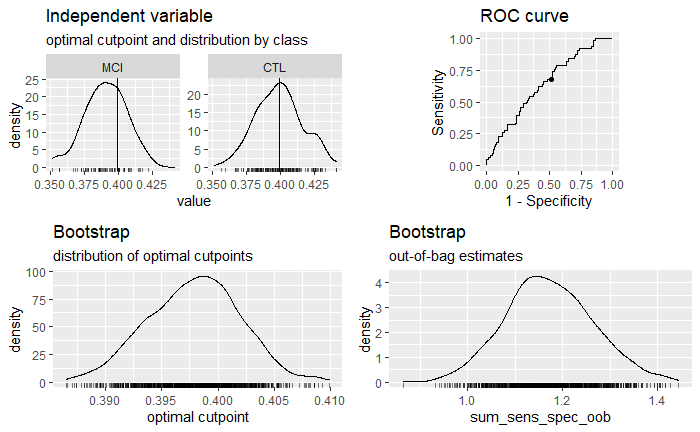 Independent variable
optimal cutpoint and distribution by class
MCI
CTL
density
25
20
15
10
5
0
20
15
10
5
0
0.350 0.375 0.400 0.425
0.350 0.375 0.400 0.425
value
ROC curve
Sensitivity
1.00
0.75
0.50
0.25
0.00
0.00 0.25 0.50 0.75 1.00
1 - Specificity
Bootstrap
distribution of optimal cutpoints
density
100
75
50
25
0
0.390 0.395 0.400 0.405 0.410
optimal cutpoint
Bootstrap
out-of-bag estimates
density
4
3
2
1
0
1.0 1.2 1.4
sum_sens_spec_oob